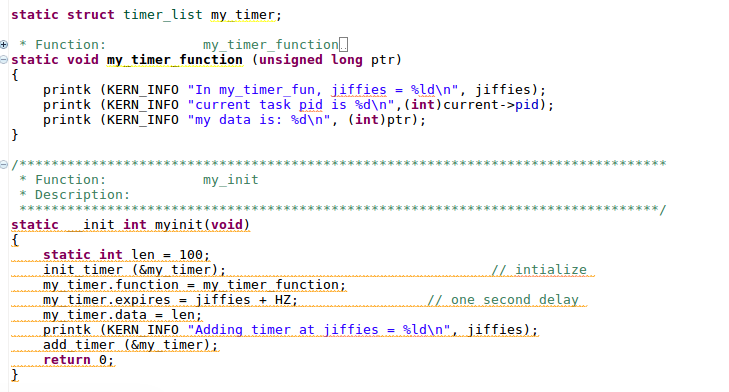 static struct timer_list my_timer;
* Function:            my_timer_function
static void my_timer_function (unsigned long ptr)
{
    printk (KERN_INFO "In my_timer_fun, jiffies = %ld\n", jiffies);
    printk (KERN_INFO "current task pid is %d\n",(int)current->pid);
    printk (KERN_INFO "my data is: %d\n", (int)ptr);
}
/********************************************************************************
 * Function:            my_init
 * Description:
 ********************************************************************************/
static __init int myinit(void)
{
    static int len = 100;
    init_timer (&my_timer);                                 // intialize
    my_timer.function = my_timer_function;
    my_timer.expires = jiffies + HZ;                // one second delay
    my_timer.data = len;
    printk (KERN_INFO "Adding timer at jiffies = %ld\n", jiffies);
    add_timer (&my_timer);
    return 0;
}